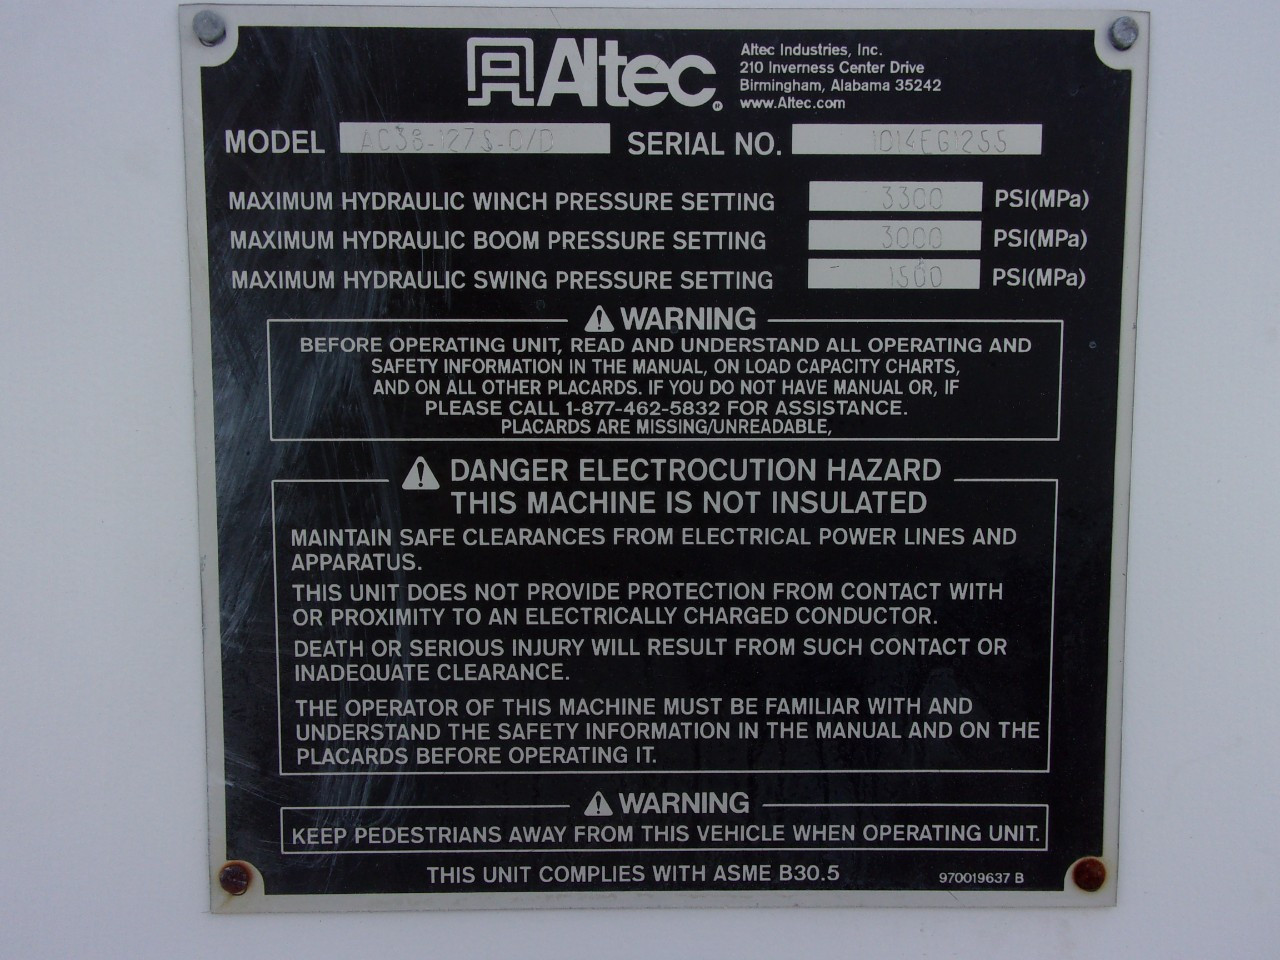 Altec
Altec Industries, Inc.
210 Inverness Center Drive
Birmingham, Alabama 35242
www.Altec.com
MODEL AC38-127S-C/D SERIAL NO. 1014EG1255
MAXIMUM HYDRAULIC WINCH PRESSURE SETTING 3300 PSI(MPa)
MAXIMUM HYDRAULIC BOOM PRESSURE SETTING 3000 PSI(MPa)
MAXIMUM HYDRAULIC SWING PRESSURE SETTING 1500 PSI(MPa)
WARNING
BEFORE OPERATING UNIT, READ AND UNDERSTAND ALL OPERATING AND
SAFETY INFORMATION IN THE MANUAL, ON LOAD CAPACITY CHARTS,
AND ON ALL OTHER PLACARDS. IF YOU DO NOT HAVE MANUAL OR, IF
PLEASE CALL 1-877-462-5832 FOR ASSISTANCE.
PLACARDS ARE MISSING/UNREADABLE,
DANGER ELECTROCUTION HAZARD
THIS MACHINE IS NOT INSULATED
MAINTAIN SAFE CLEARANCES FROM ELECTRICAL POWER LINES AND
APPARATUS.
THIS UNIT DOES NOT PROVIDE PROTECTION FROM CONTACT WITH
OR PROXIMITY TO AN ELECTRICALLY CHARGED CONDUCTOR.
DEATH OR SERIOUS INJURY WILL RESULT FROM SUCH CONTACT OR
INADEQUATE CLEARANCE.
THE OPERATOR OF THIS MACHINE MUST BE FAMILIAR WITH AND
UNDERSTAND THE SAFETY INFORMATION IN THE MANUAL AND ON THE
PLACARDS BEFORE OPERATING IT.
WARNING
KEEP PEDESTRIANS AWAY FROM THIS VEHICLE WHEN OPERATING UNIT.
THIS UNIT COMPLIES WITH ASME B30.5
970019637 B